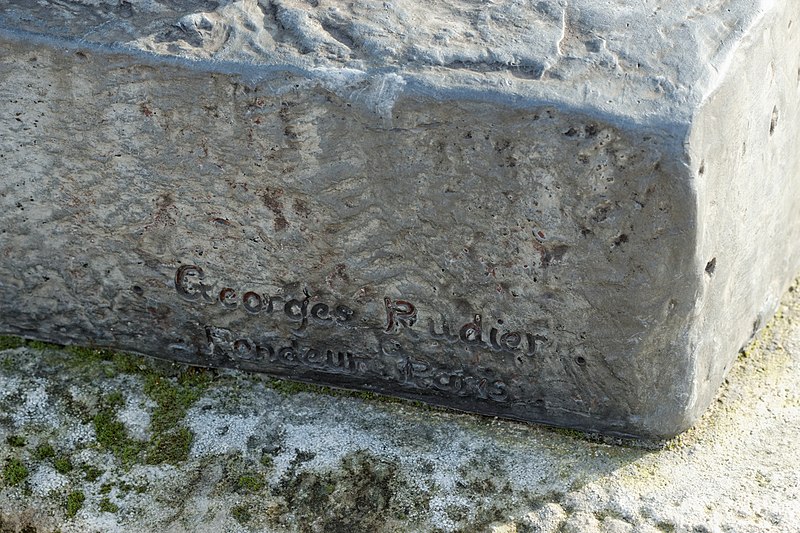 Georges Rudier
Fondeur. Paris.